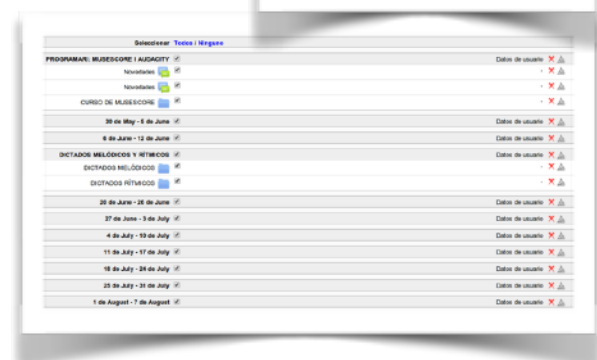 Seleccionar Todos / Ninguno
PROGRAMARI: MUSESCORE I AUDACITY Datos de usuario
Novedades -
Novedades -
CURSO DE MUSESCORE -
30 de May - 5 de June Datos de usuario
6 de June - 12 de June Datos de usuario
DICTADOS MELÓDICOS Y RÍTMICOS Datos de usuario
DICTADOS MELÓDICOS -
DICTADOS RÍTMICOS -
20 de June - 26 de June Datos de usuario
27 de June - 3 de July Datos de usuario
4 de July - 10 de July Datos de usuario
11 de July - 17 de July Datos de usuario
18 de July - 24 de July Datos de usuario
25 de July - 31 de July Datos de usuario
1 de August - 7 de August Datos de usuario